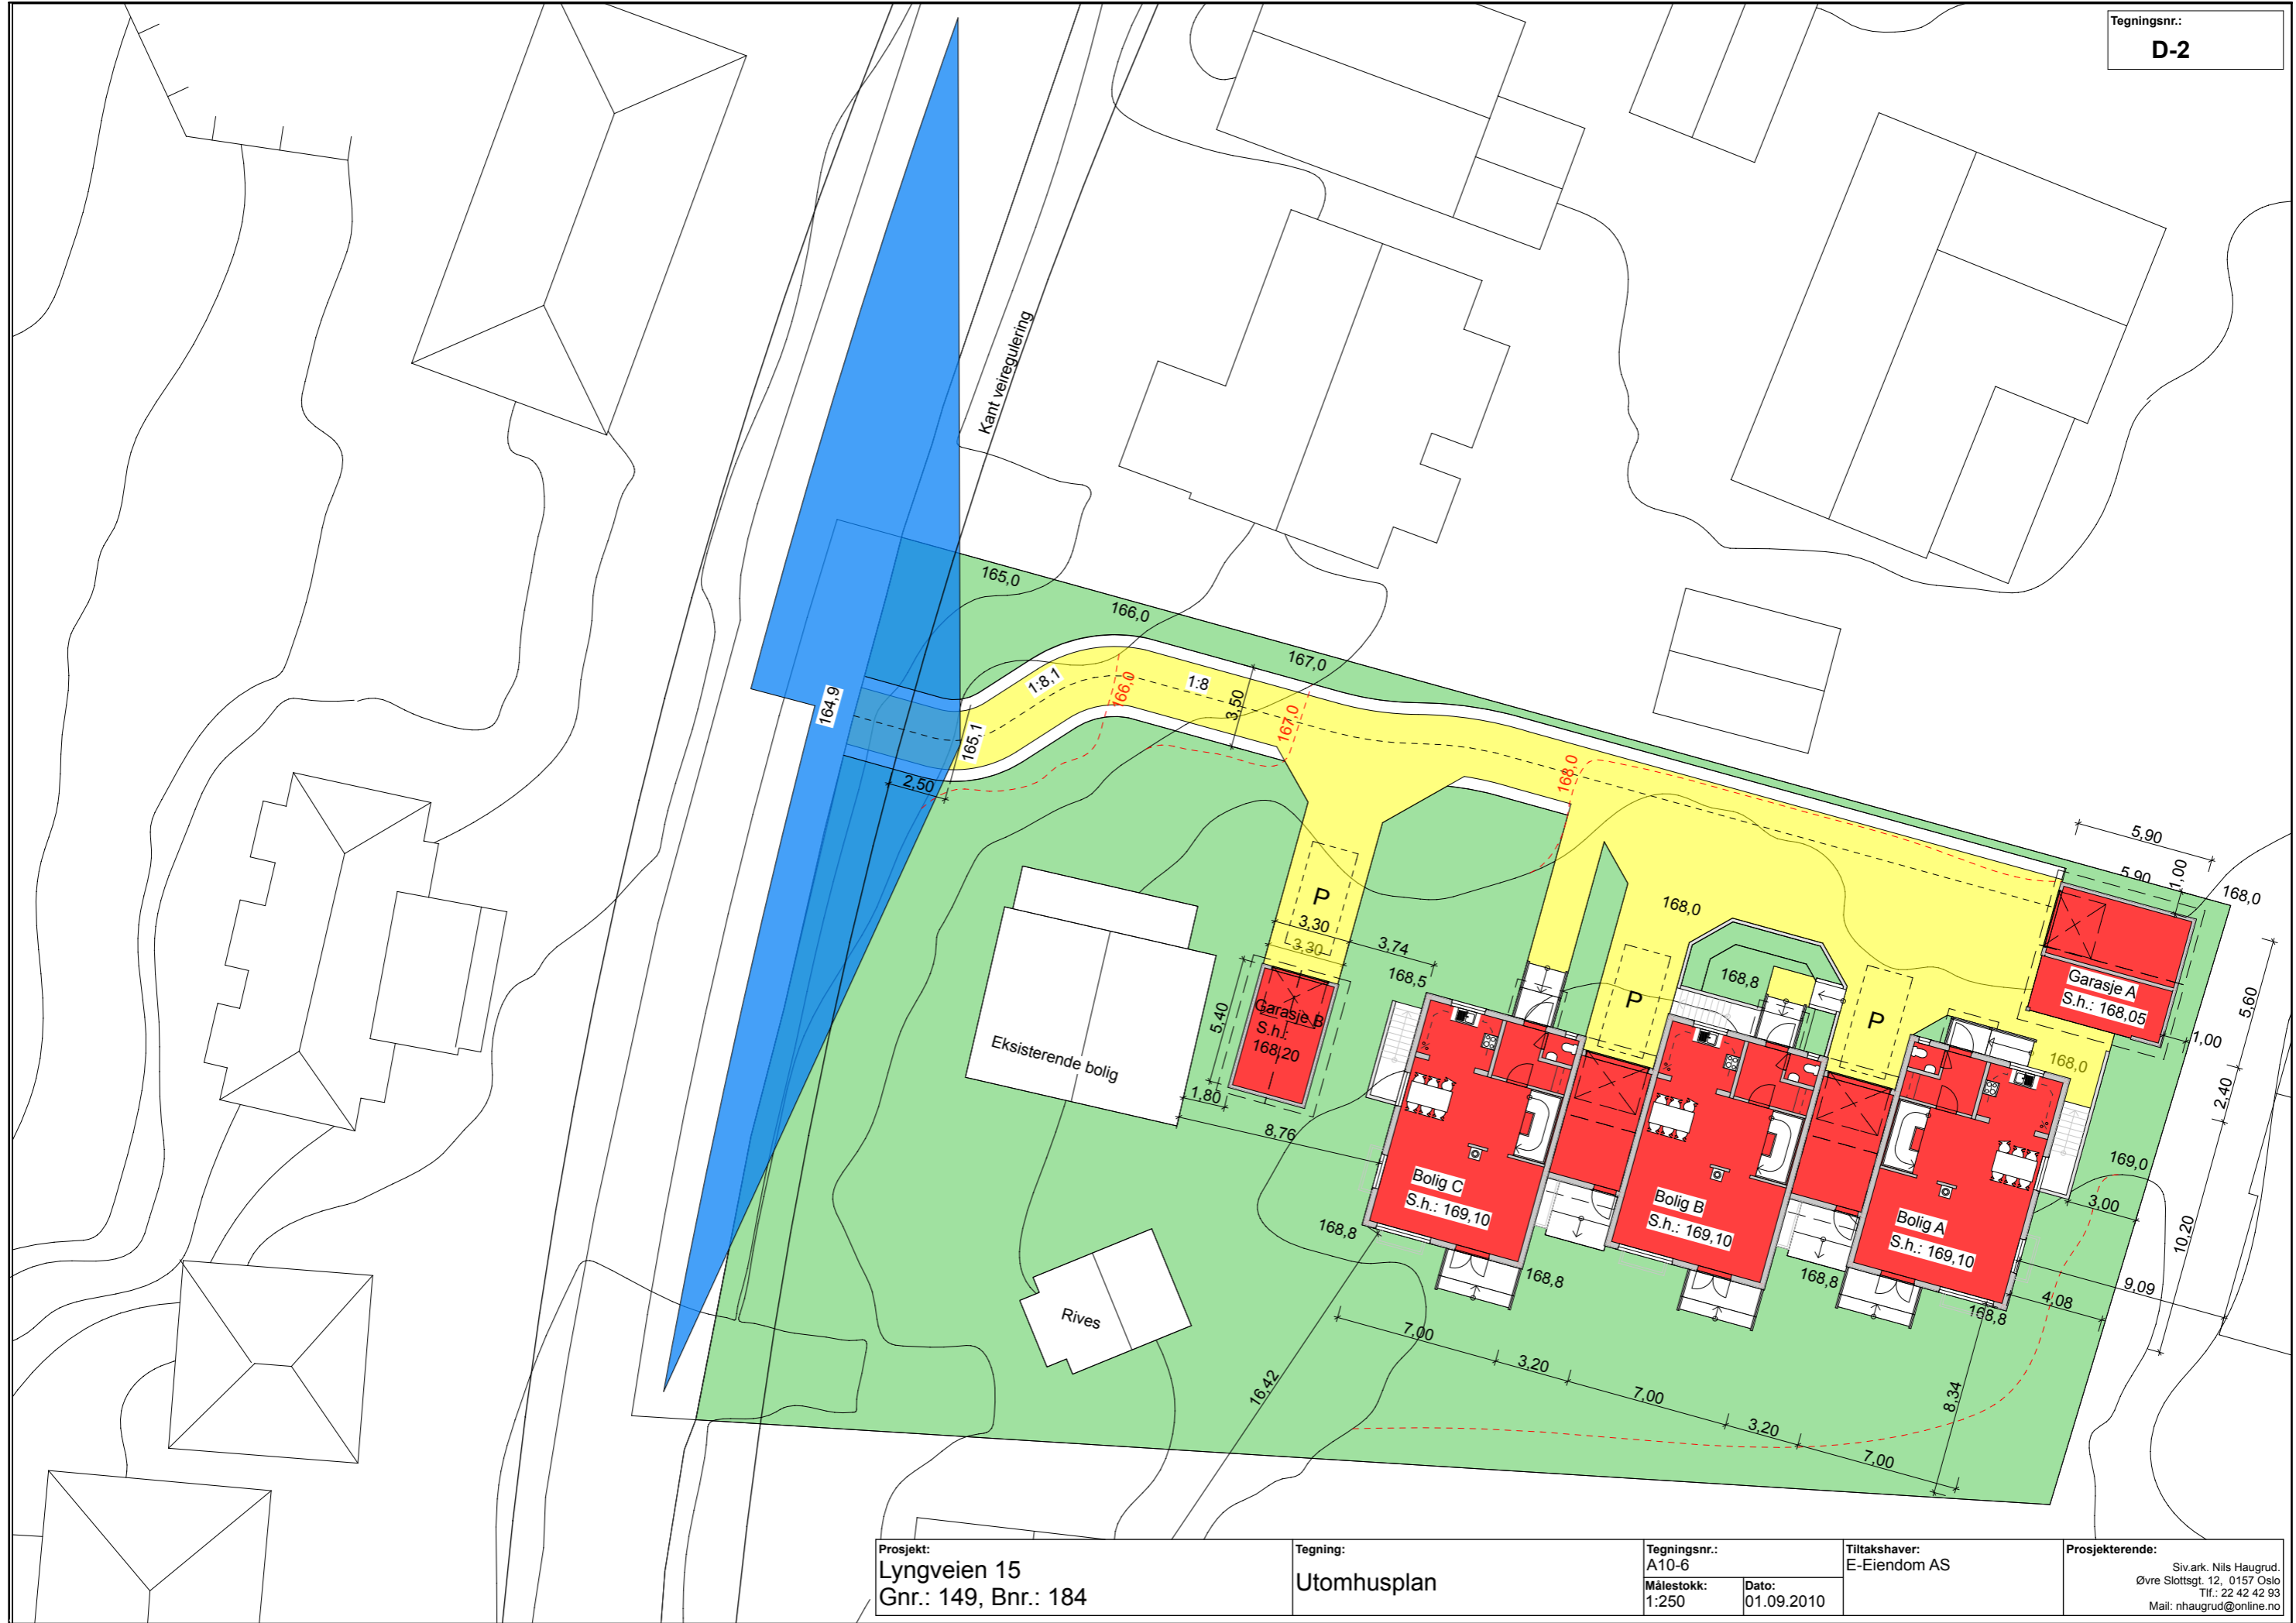 Tegningsnr.:
D-2
Kant veiregulering
165,0
166,0
167,0
164,9
1:8,1
166,0
1:8
3,50
167,0
165,1
2,50
168,0
5,90
5,90
1,00
168,0
P
3,30
3,30
3,74
168,5
168,0
168,8
P
P
Garasje A
S.h.: 168,05
5,60
1,00
168,0
2,40
Garasje B
S.h.:
168,20
5,40
1,80
Eksisterende bolig
8,76
Bolig C
S.h.: 169,10
Bolig B
S.h.: 169,10
Bolig A
S.h.: 169,10
169,0
3,00
10,20
9,09
4,08
168,8
168,8
168,8
168,8
Rives
7,00
3,20
7,00
3,20
7,00
16,42
8,34
Prosjekt:
Lyngveien 15
Gnr.: 149, Bnr.: 184
Tegning:
Utomhusplan
Tegningsnr.:
A10-6
Målestokk:
1:250
Dato:
01.09.2010
Tiltakshaver:
E-Eiendom AS
Prosjekterende:
Siv.ark. Nils Haugrud.
Øvre Slottsgt. 12, 0157 Oslo
Tlf.: 22 42 42 93
Mail: nhaugrud@online.no